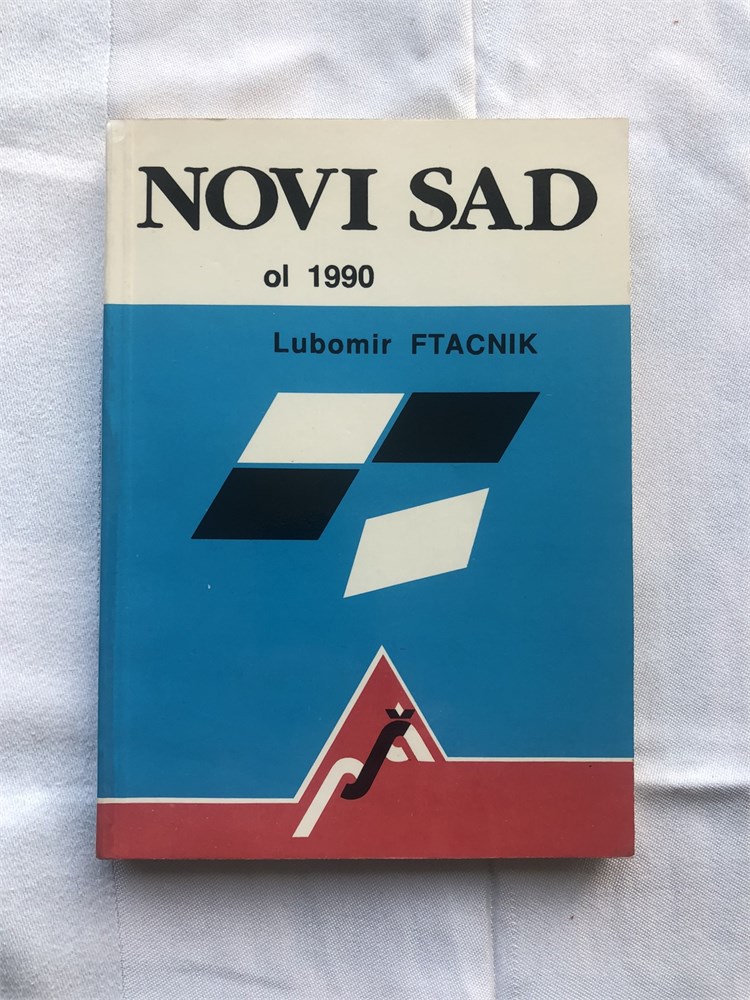 NOVI SAD
ol 1990
Lubomir FTACNIK